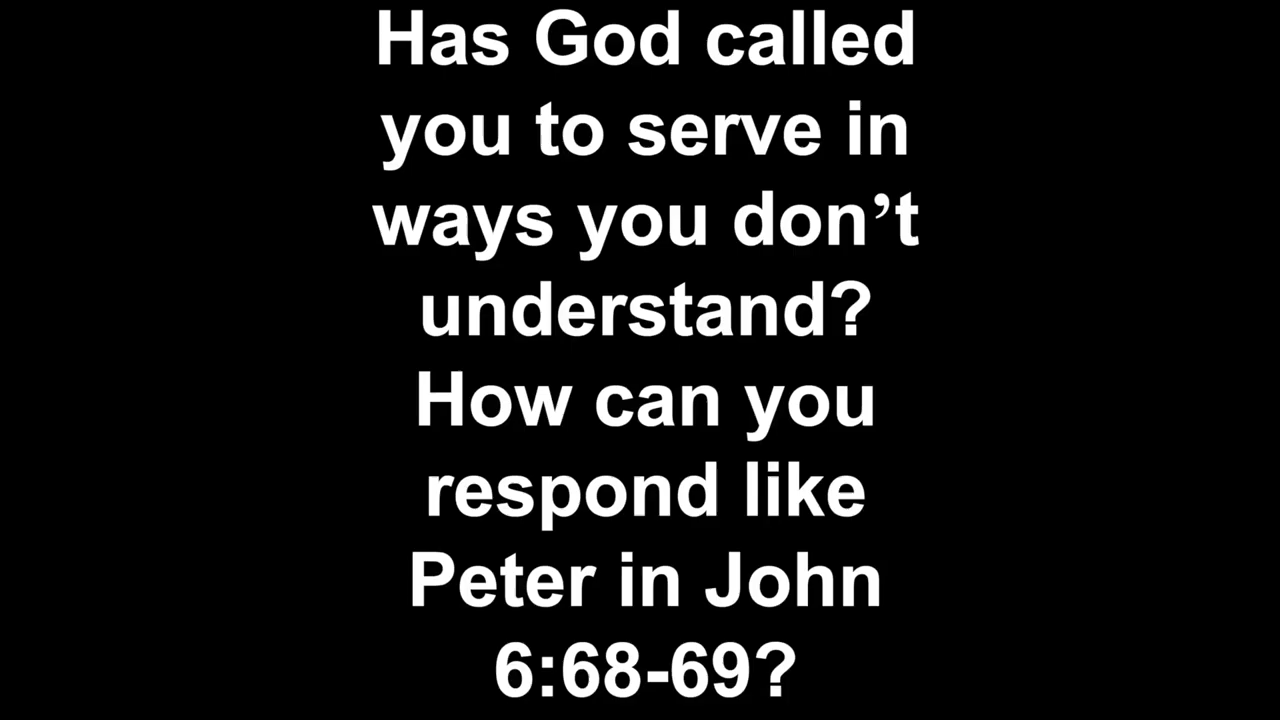 Has God called
you to serve in
ways you don’t
understand?
How can you
respond like
Peter in John
6:68-69?